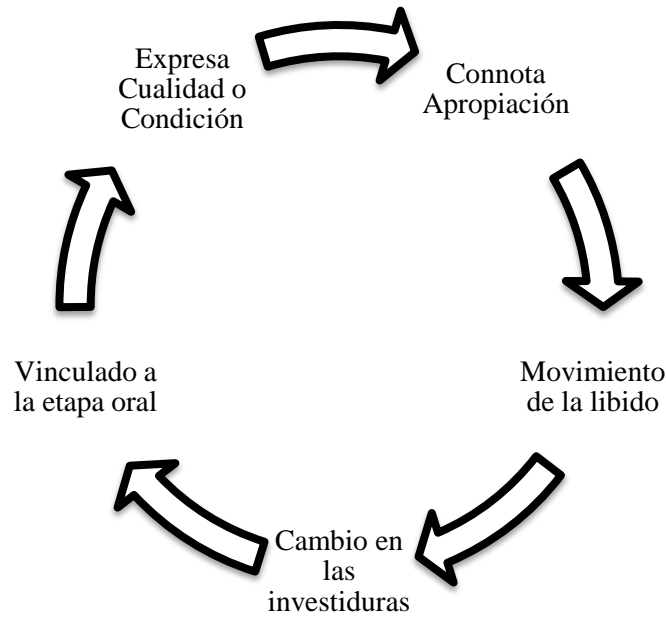 Expresa
Cualidad o
Condición
Connota
Apropiación
Movimiento
de la libido
Cambio en
las
investiduras
Vinculado a
la etapa oral